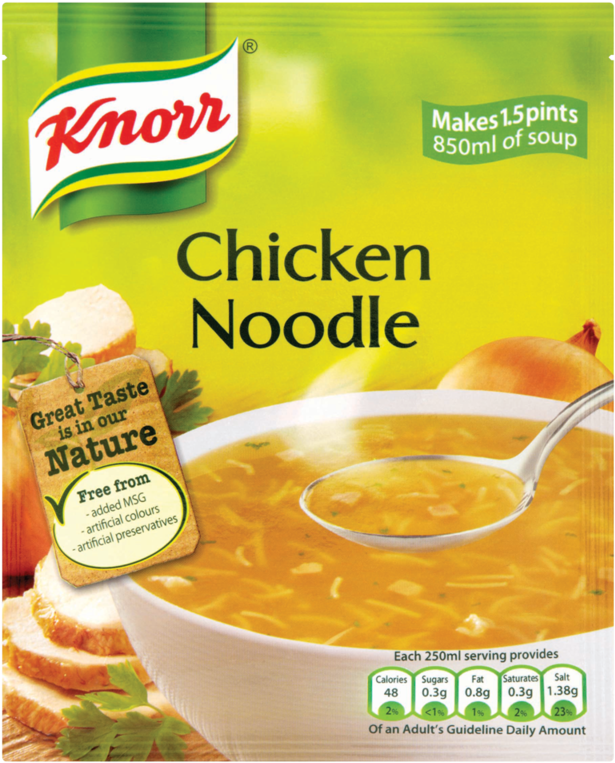 Knorr
®
Makes 1.5pints
850ml of soup
Chicken
Noodle
Great Taste
is in our
Nature
Free from
- added MSG
- artificial colours
- artificial preservatives
Each 250ml serving provides
Calories Sugars Fat Saturates Salt
48 0.3g 0.8g 0.3g 1.38g
2% <1% 1% 2% 23%
Of an Adult's Guideline Daily Amount